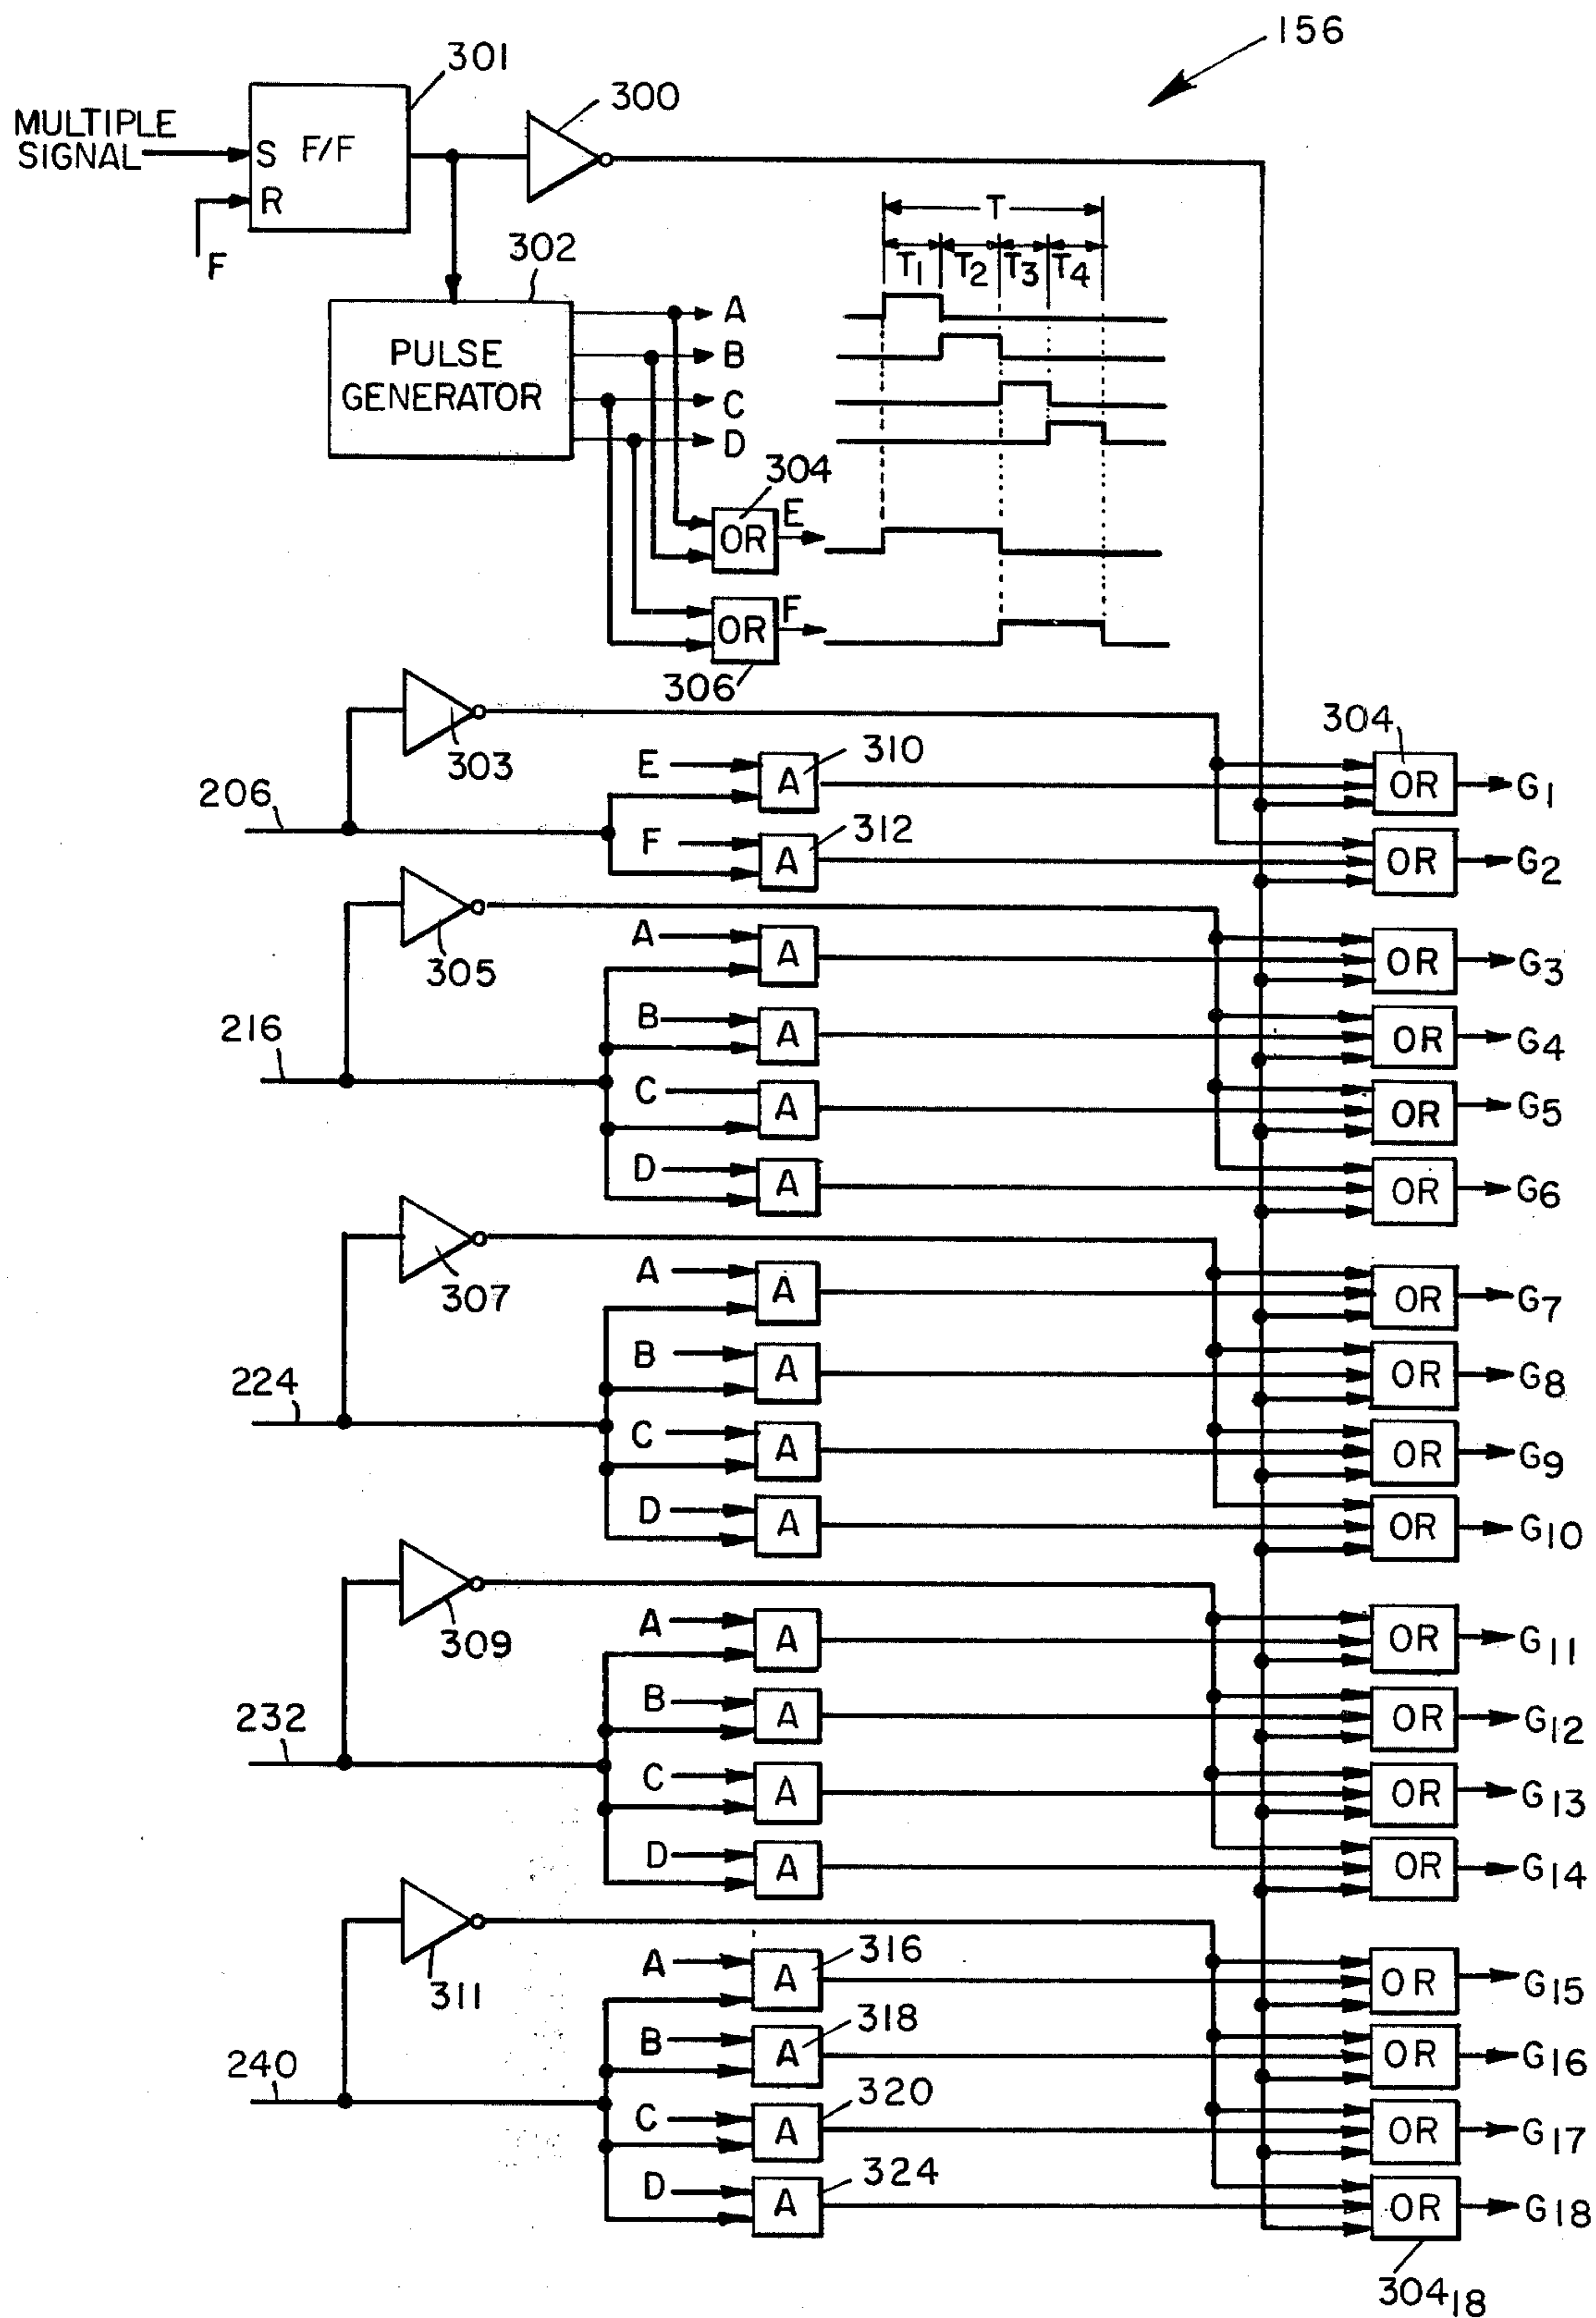 156
301
300
MULTIPLE
SIGNAL
S F/F
R
F
T
302
T1 T2 T3 T4
PULSE
GENERATOR
A
B
C
D
304
OR E
OR F
306
303
304
206
E A 310 OR G1
F A 312 OR G2
305
A A OR G3
216
B A OR G4
C A OR G5
D A OR G6
307
A A OR G7
224
B A OR G8
C A OR G9
D A OR G10
309
A A OR G11
232
B A OR G12
C A OR G13
D A OR G14
311
A A 316 OR G15
240
B A 318 OR G16
C A 320 OR G17
D A 324 OR G18
30418